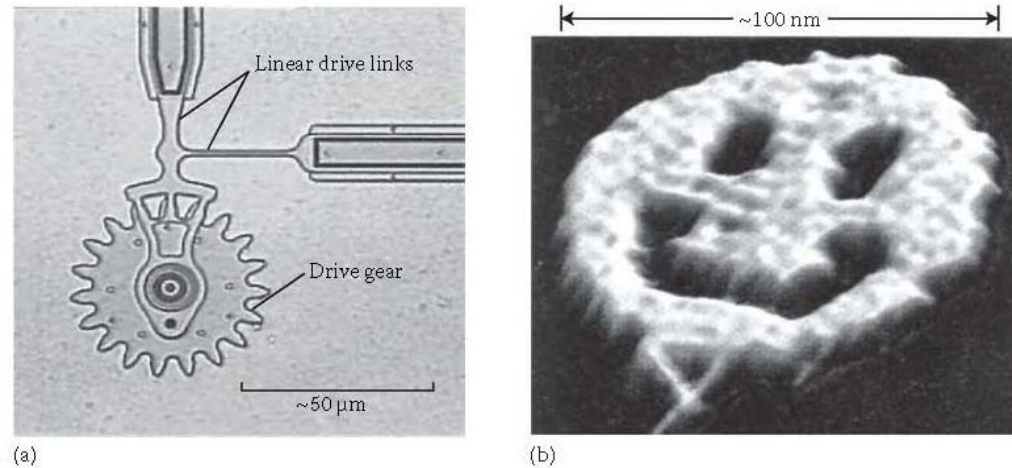 Linear drive links
Drive gear
~50 μm
(a)
~100 nm
(b)